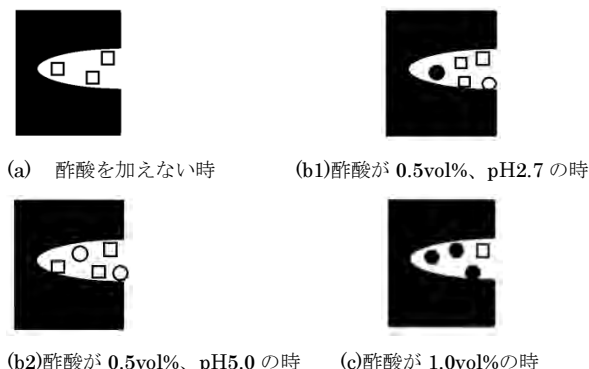 (a) 酢酸を加えない時
(b1)酢酸が 0.5vol%、pH2.7 の時
(b2)酢酸が 0.5vol%、pH5.0 の時
(c)酢酸が 1.0vol%の時